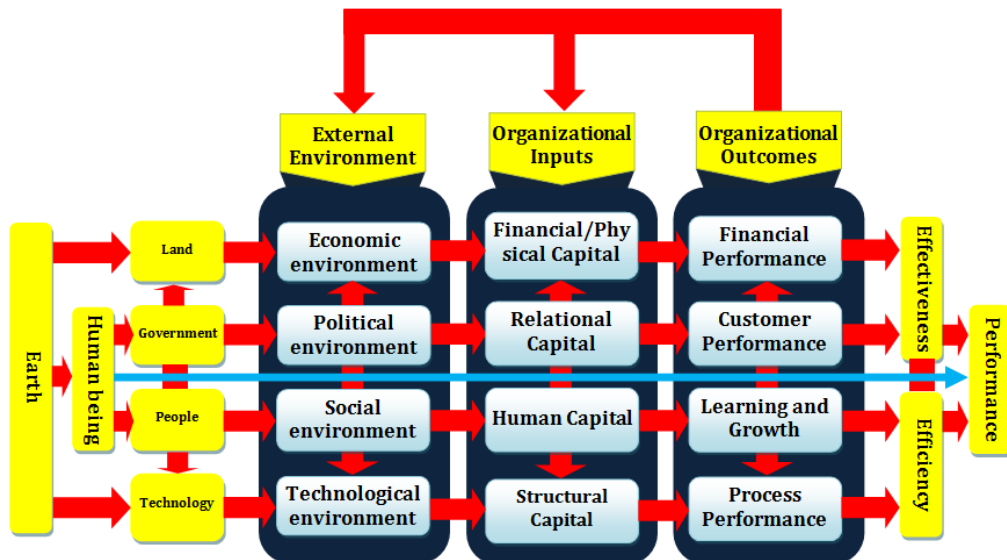 External
Environment
Organizational
Inputs
Organizational
Outcomes
Earth
Human being
Land
Government
People
Technology
Economic
environment
Political
environment
Social
environment
Technological
environment
Financial/Phy
sical Capital
Relational
Capital
Human Capital
Structural
Capital
Financial
Performance
Customer
Performance
Learning and
Growth
Process
Performance
Effectiveness
Efficiency
Performance